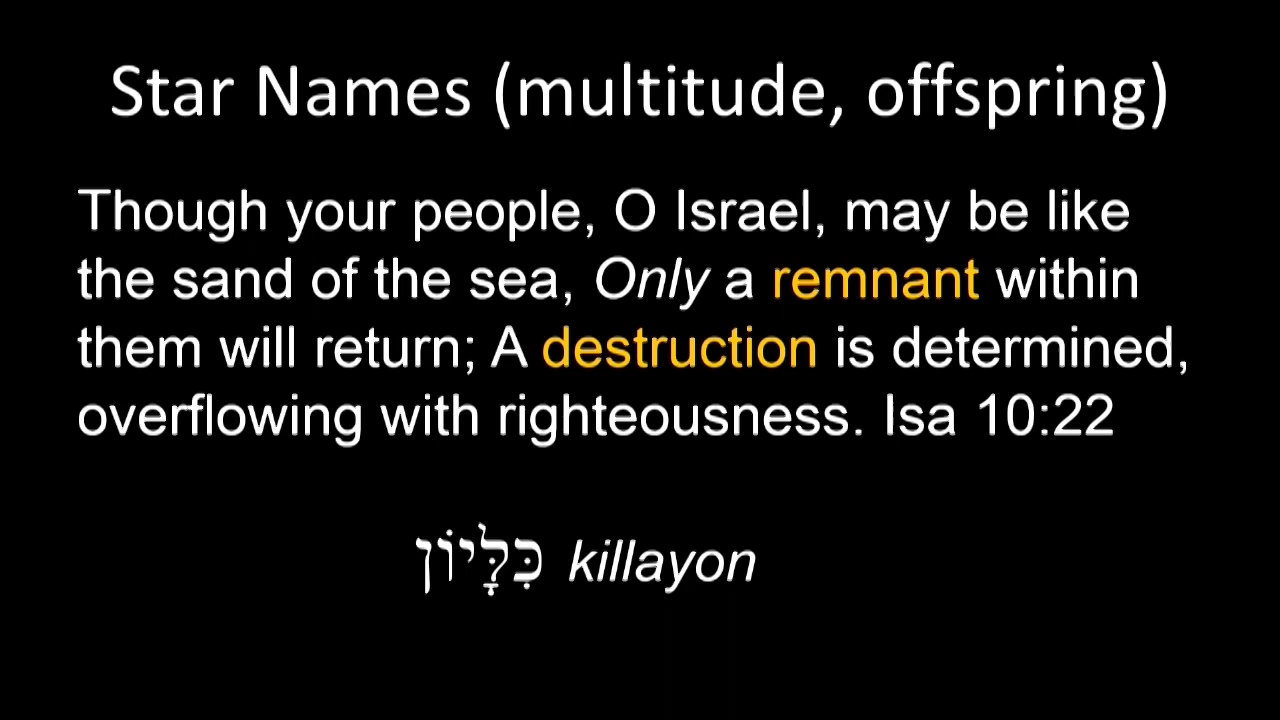 Star Names (multitude, offspring)
Though your people, O Israel, may be like
the sand of the sea, Only a remnant within
them will return; A destruction is determined,
overflowing with righteousness. Isa 10:22
כִּלָּיוֹן killayon